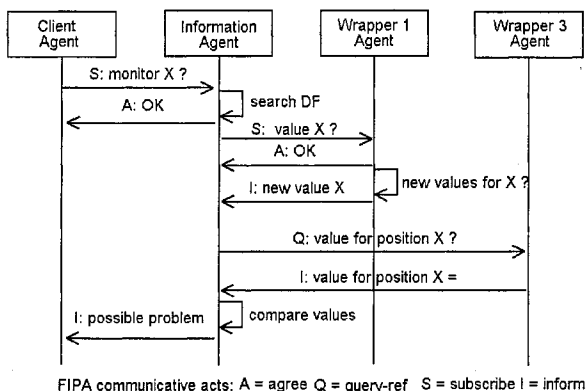 Client Agent
Information Agent
Wrapper 1 Agent
Wrapper 3 Agent
S: monitor X ?
search DF
A: OK
S: value X ?
A: OK
new values for X ?
I: new value X
Q: value for position X ?
I: value for position X =
I: possible problem
compare values
FIPA communicative acts: A = agree Q = query-ref S = subscribe I = inform